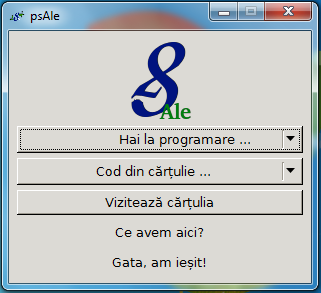 psAle
8
Ale
Hai la programare ...
Cod din cărțulie ...
Vizitează cărțulia
Ce avem aici?
Gata, am ieșit!